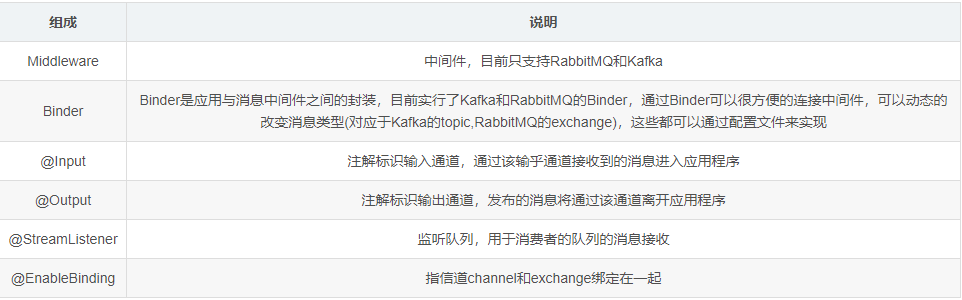 组成 说明
Middleware 中间件，目前只支持RabbitMQ和Kafka
Binder Binder是应用与消息中间件之间的封装，目前实行了Kafka和RabbitMQ的Binder，通过Binder可以很方便的连接中间件，可以动态的
改变消息类型(对应于Kafka的topic,RabbitMQ的exchange)，这些都可以通过配置文件来实现
@Input 注解标识输入通道，通过该输乎通道接收到的消息进入应用程序
@Output 注解标识输出通道，发布的消息将通过该通道离开应用程序
@StreamListener 监听队列，用于消费者的队列的消息接收
@EnableBinding 指信道channel和exchange绑定在一起